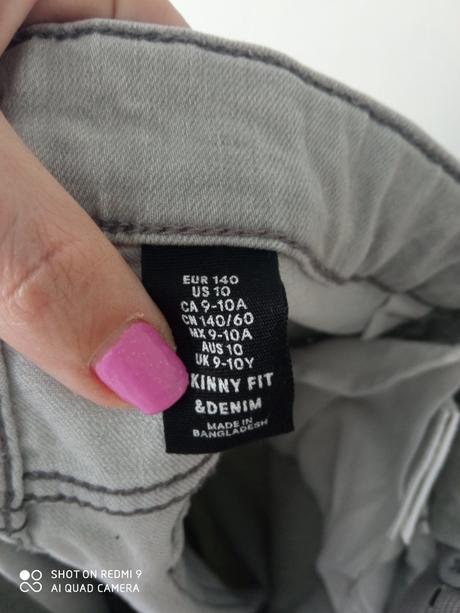 EUR 140
US 10
CA 9-10A
CN 140/60
MX 9-10A
AUS 10
UK 9-10Y
KINNY FIT
&DENIM
MADE IN
BANGLADESH
SHOT ON REDMI 9
AI QUAD CAMERA